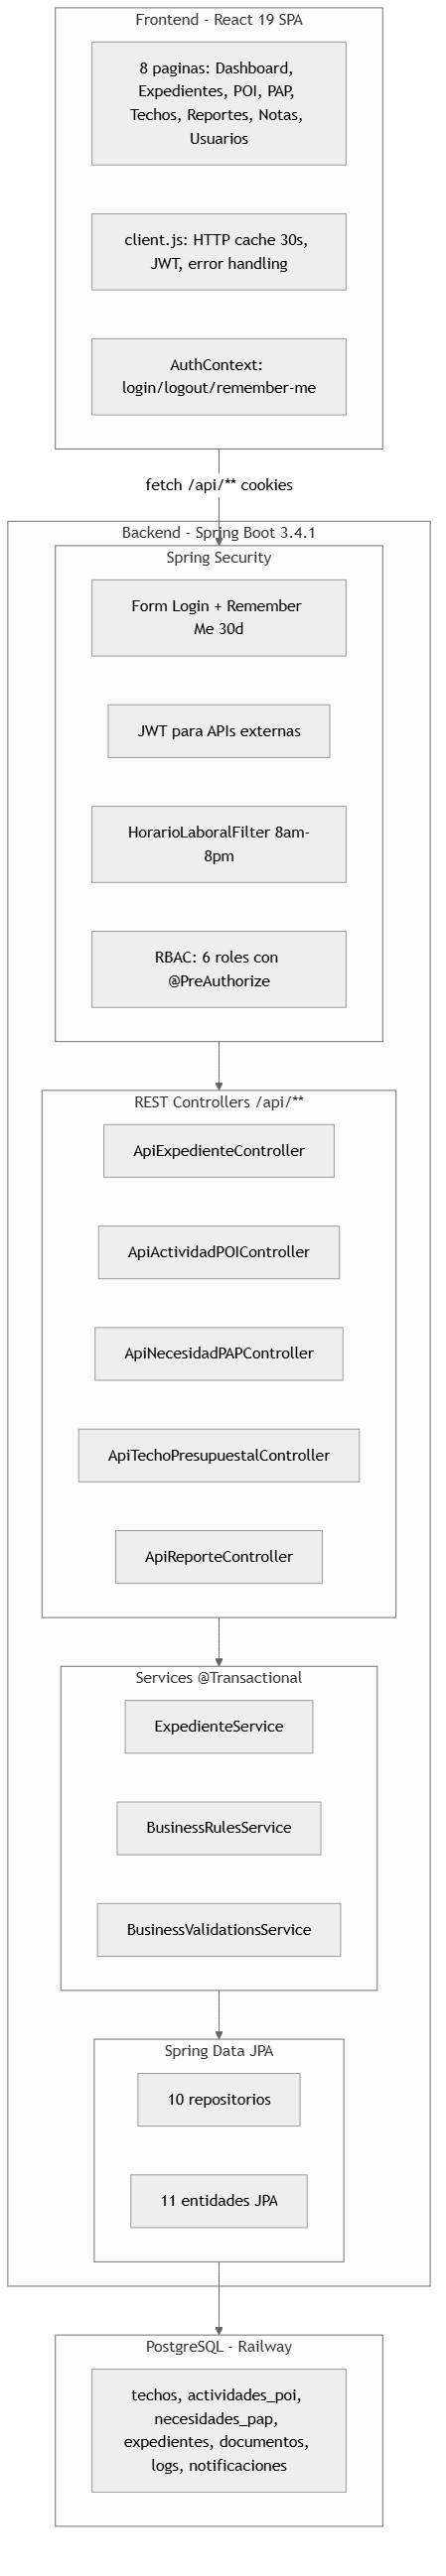 Frontend - React 19 SPA
8 paginas: Dashboard,
Expedientes, POI, PAP,
Techos, Reportes, Notas,
Usuarios
client.js: HTTP cache 30s,
JWT, error handling
AuthContext:
login/logout/remember-me
fetch /api/** cookies
Backend - Spring Boot 3.4.1
Spring Security
Form Login + Remember
Me 30d
JWT para APIs externas
HorarioLaboralFilter 8am-
8pm
RBAC: 6 roles con
@PreAuthorize
REST Controllers /api/**
ApiExpedienteController
ApiActividadPOIController
ApiNecesidadPAPController
ApiTechoPresupuestalController
ApiReporteController
Services @Transactional
ExpedienteService
BusinessRulesService
BusinessValidationsService
Spring Data JPA
10 repositorios
11 entidades JPA
PostgreSQL - Railway
techos, actividades_poi,
necesidades_pap,
expedientes, documentos,
logs, notificaciones